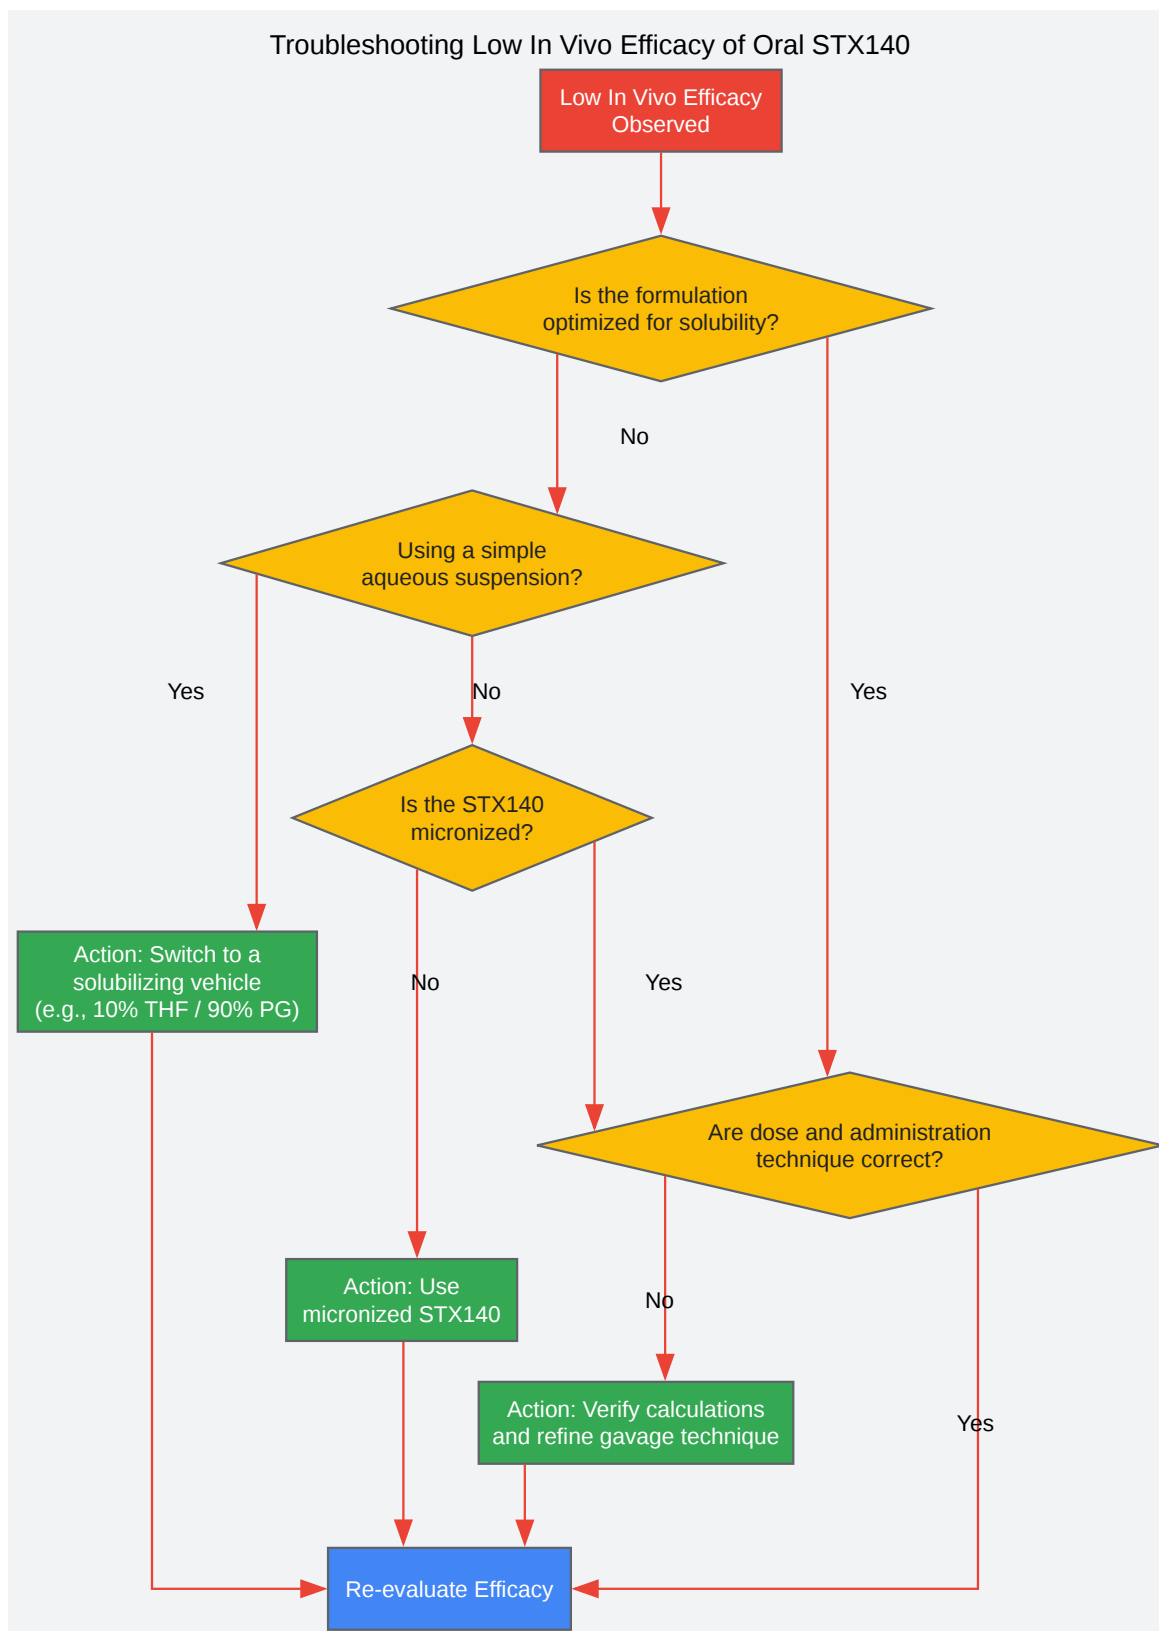 Troubleshooting Low In Vivo Efficacy of Oral STX140
Low In Vivo Efficacy
Observed
Is the formulation
optimized for solubility?
No
Using a simple
aqueous suspension?
Yes
No
Yes
Is the STX140
micronized?
Action: Switch to a
solubilizing vehicle
(e.g., 10% THF / 90% PG)
No
Yes
Are dose and administration
technique correct?
Action: Use
micronized STX140
No
Action: Verify calculations
and refine gavage technique
Yes
Re-evaluate Efficacy